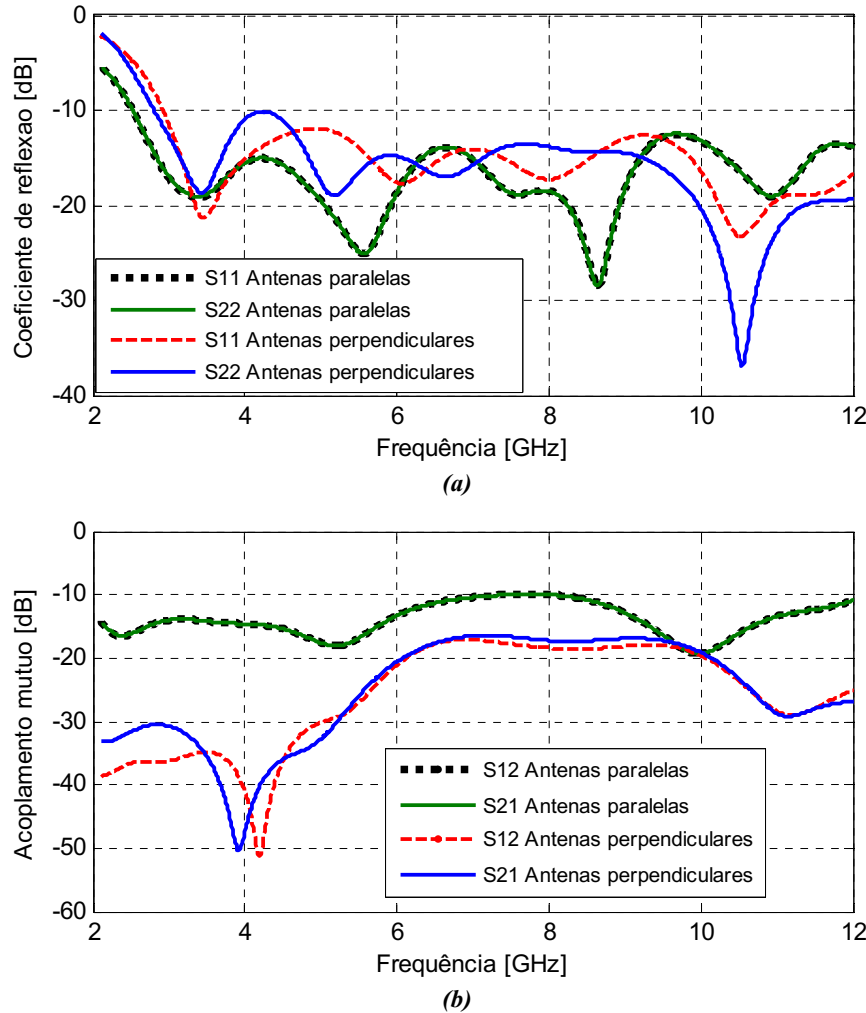 0
-10
-20
-30
-40
Coeficiente de reflexao [dB]
S11 Antenas paralelas
S22 Antenas paralelas
S11 Antenas perpendiculares
S22 Antenas perpendiculares
2 4 6 8 10 12
Frequência [GHz]
(a)
0
-10
-20
-30
-40
-50
-60
Acoplamento mutuo [dB]
S12 Antenas paralelas
S21 Antenas paralelas
S12 Antenas perpendiculares
S21 Antenas perpendiculares
2 4 6 8 10 12
Frequência [GHz]
(b)